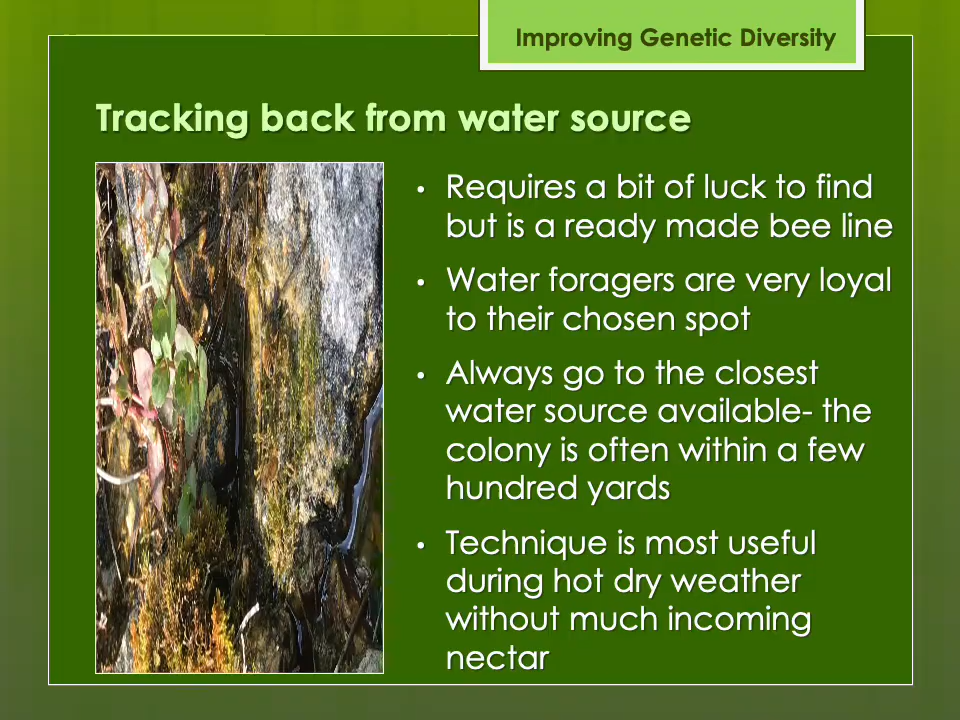 Improving Genetic Diversity
Tracking back from water source
• Requires a bit of luck to find
but is a ready made bee line
• Water foragers are very loyal
to their chosen spot
• Always go to the closest
water source available- the
colony is often within a few
hundred yards
• Technique is most useful
during hot dry weather
without much incoming
nectar